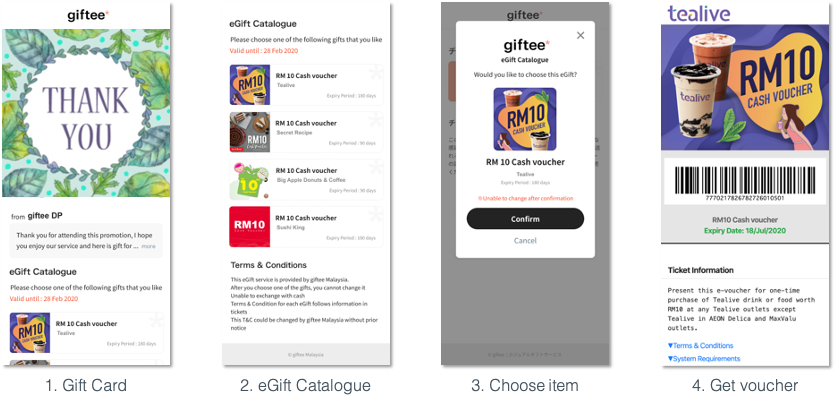 giftee*
THANK
YOU
from giftee DP
Thank you for attending this promotion, I hope
you enjoy our service and here is gift for ... more
eGift Catalogue
Please choose one of the following gifts that you like
Valid until : 28 Feb 2020
RM10
CASH VOUCHER
RM 10 Cash voucher
Tealive
Expiry Period : 180 days
1. Gift Card
eGift Catalogue
Please choose one of the following gifts that you like
Valid until : 28 Feb 2020
RM10
CASH VOUCHER
RM 10 Cash voucher
Tealive
RM10
RM 10 Cash voucher
Secret Recipe
Expiry Period : 90 days
10
RM 10 Cash voucher
Big Apple Donuts & Coffee
Expiry Period : 90 days
RM10
RM 10 Cash voucher
Sushi King
Expiry Period : 180 days
Terms & Conditions
This eGift service is provided by giftee Malaysia.
After you choose one of the gifts, you cannot change it
Unable to exchange with cash
Terms & Condition for each eGift follows information in
tickets
This T&C could be changed by giftee Malaysia without prior
notice
© giftee Malaysia
2. eGift Catalogue
giftee*
eGift Catalogue
Would you like to choose this eGift?
RM10
CASH VOUCHER
RM 10 Cash voucher
Tealive
Expiry Period : 180 days
※Unable to change after confirmation
Confirm
Cancel
3. Choose item
tealive
tealive
RM10
CASH VOUCHER
7770217826782726010501
RM10 Cash voucher
Expiry Date: 18/Jul/2020
Ticket Information
Present this e-voucher for one-time
purchase of Tealive drink or food worth
RM10 at any Tealive outlets except
Tealive in AEON Delica and MaxValu
outlets.
▼Terms & Conditions
▼System Requirements
4. Get voucher